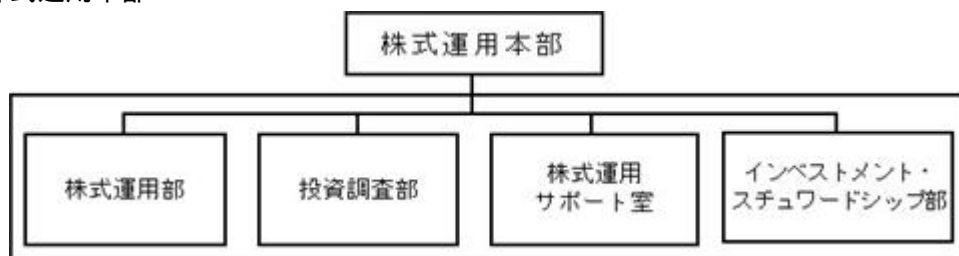 株式運用本部
株式運用部
投資調査部
株式運用
サポート室
インベストメント・
スチュワードシップ部